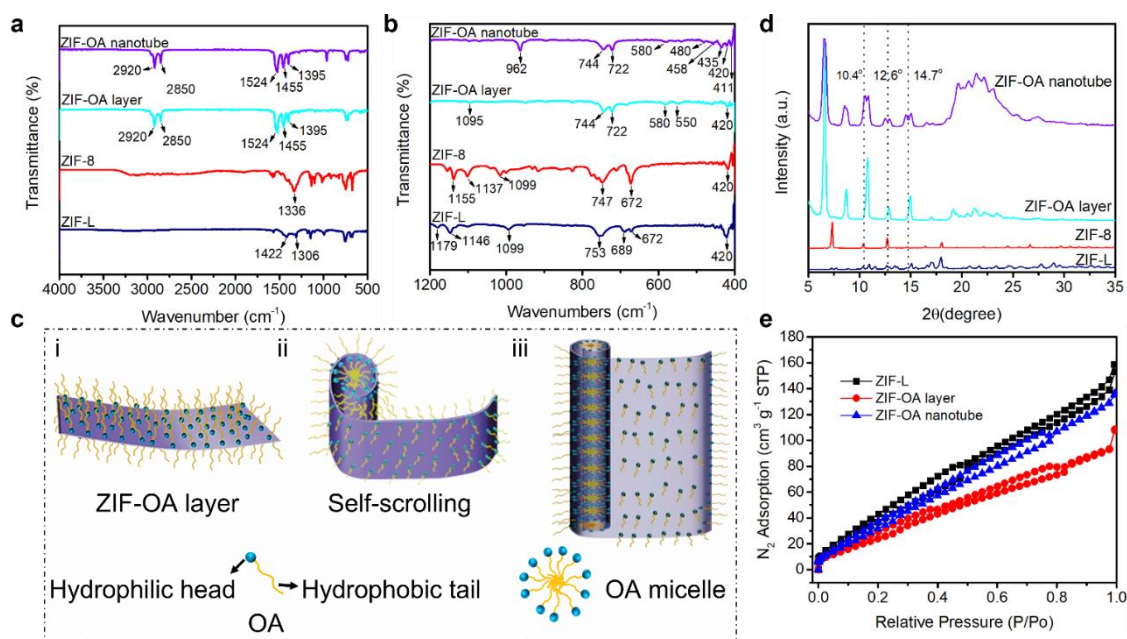 a
ZIF-OA nanotube
2920
2850
1524
1455
1395
ZIF-OA layer
2920
2850
1524
1455
1395
ZIF-8
1336
ZIF-L
1422
1306
Transmittance (%)
4000 3500 3000 2500 2000 1500 1000 500
Wavenumber (cm⁻¹)
b
ZIF-OA nanotube
962
744
722
580
480
458
435
420
411
ZIF-OA layer
1095
744
722
580
550
420
ZIF-8
1155
1137
1099
747
672
420
ZIF-L
1179
1146
1099
753
689
672
420
Transmittance (%)
1200 1000 800 600 400
Wavenumbers (cm⁻¹)
d
10.4°
12.6°
14.7°
ZIF-OA nanotube
ZIF-OA layer
ZIF-8
ZIF-L
Intensity (a.u.)
5 10 15 20 25 30 35
2θ(degree)
c
i
ii
iii
ZIF-OA layer
Self-scrolling
Hydrophilic head
Hydrophobic tail
OA
OA micelle
e
180
160
140
120
100
80
60
40
20
0
N₂ Adsorption (cm³ g⁻¹ STP)
ZIF-L
ZIF-OA layer
ZIF-OA nanotube
0.0 0.2 0.4 0.6 0.8 1.0
Relative Pressure (P/Po)